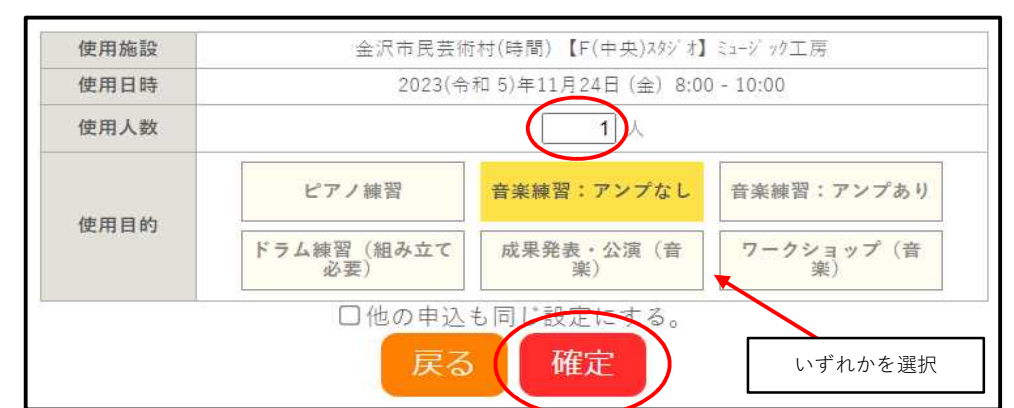 使用施設 金沢市民芸術村(時間)【F(中央)ｽﾀｼﾞｵ】ﾐｭｰｼﾞｯｸ工房
使用日時 2023(令和 5)年11月24日 (金) 8:00 - 10:00
使用人数 1 人
使用目的
ピアノ練習 音楽練習：アンプなし 音楽練習：アンプあり
ドラム練習（組み立て 成果発表・公演（音 ワークショップ（音
必要） 楽） 楽）
他の申込も同じ設定にする。
戻る 確定
いずれかを選択